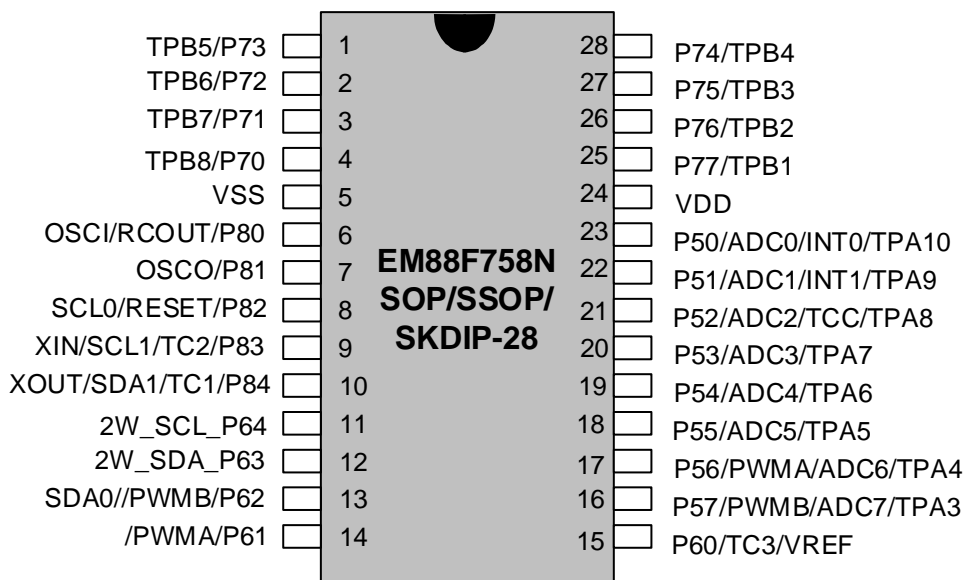 TPB5/P73 1 28 P74/TPB4
TPB6/P72 2 27 P75/TPB3
TPB7/P71 3 26 P76/TPB2
TPB8/P70 4 25 P77/TPB1
VSS 5 24 VDD
OSCI/RCOUT/P80 6 23 P50/ADC0/INT0/TPA10
OSCO/P81 7 22 P51/ADC1/INT1/TPA9
SCL0/RESET/P82 8 21 P52/ADC2/TCC/TPA8
XIN/SCL1/TC2/P83 9 20 P53/ADC3/TPA7
XOUT/SDA1/TC1/P84 10 19 P54/ADC4/TPA6
2W_SCL_P64 11 18 P55/ADC5/TPA5
2W_SDA_P63 12 17 P56/PWMA/ADC6/TPA4
SDA0//PWMB/P62 13 16 P57/PWMB/ADC7/TPA3
/PWMA/P61 14 15 P60/TC3/VREF
EM88F758N
SOP/SSOP/
SKDIP-28